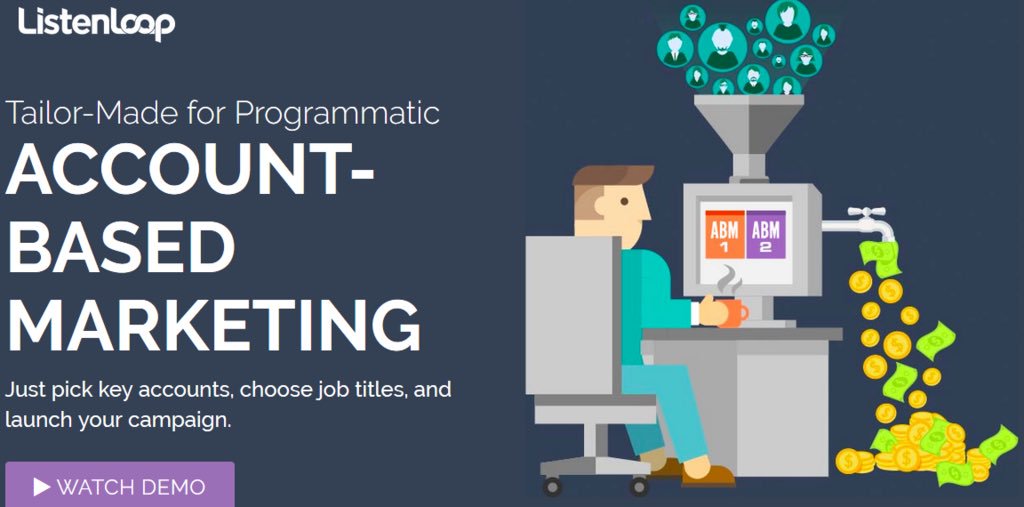 Listenloop
Tailor-Made for Programmatic
ACCOUNT-
BASED
MARKETING
Just pick key accounts, choose job titles, and
launch your campaign.
WATCH DEMO
ABM ABM
1 2